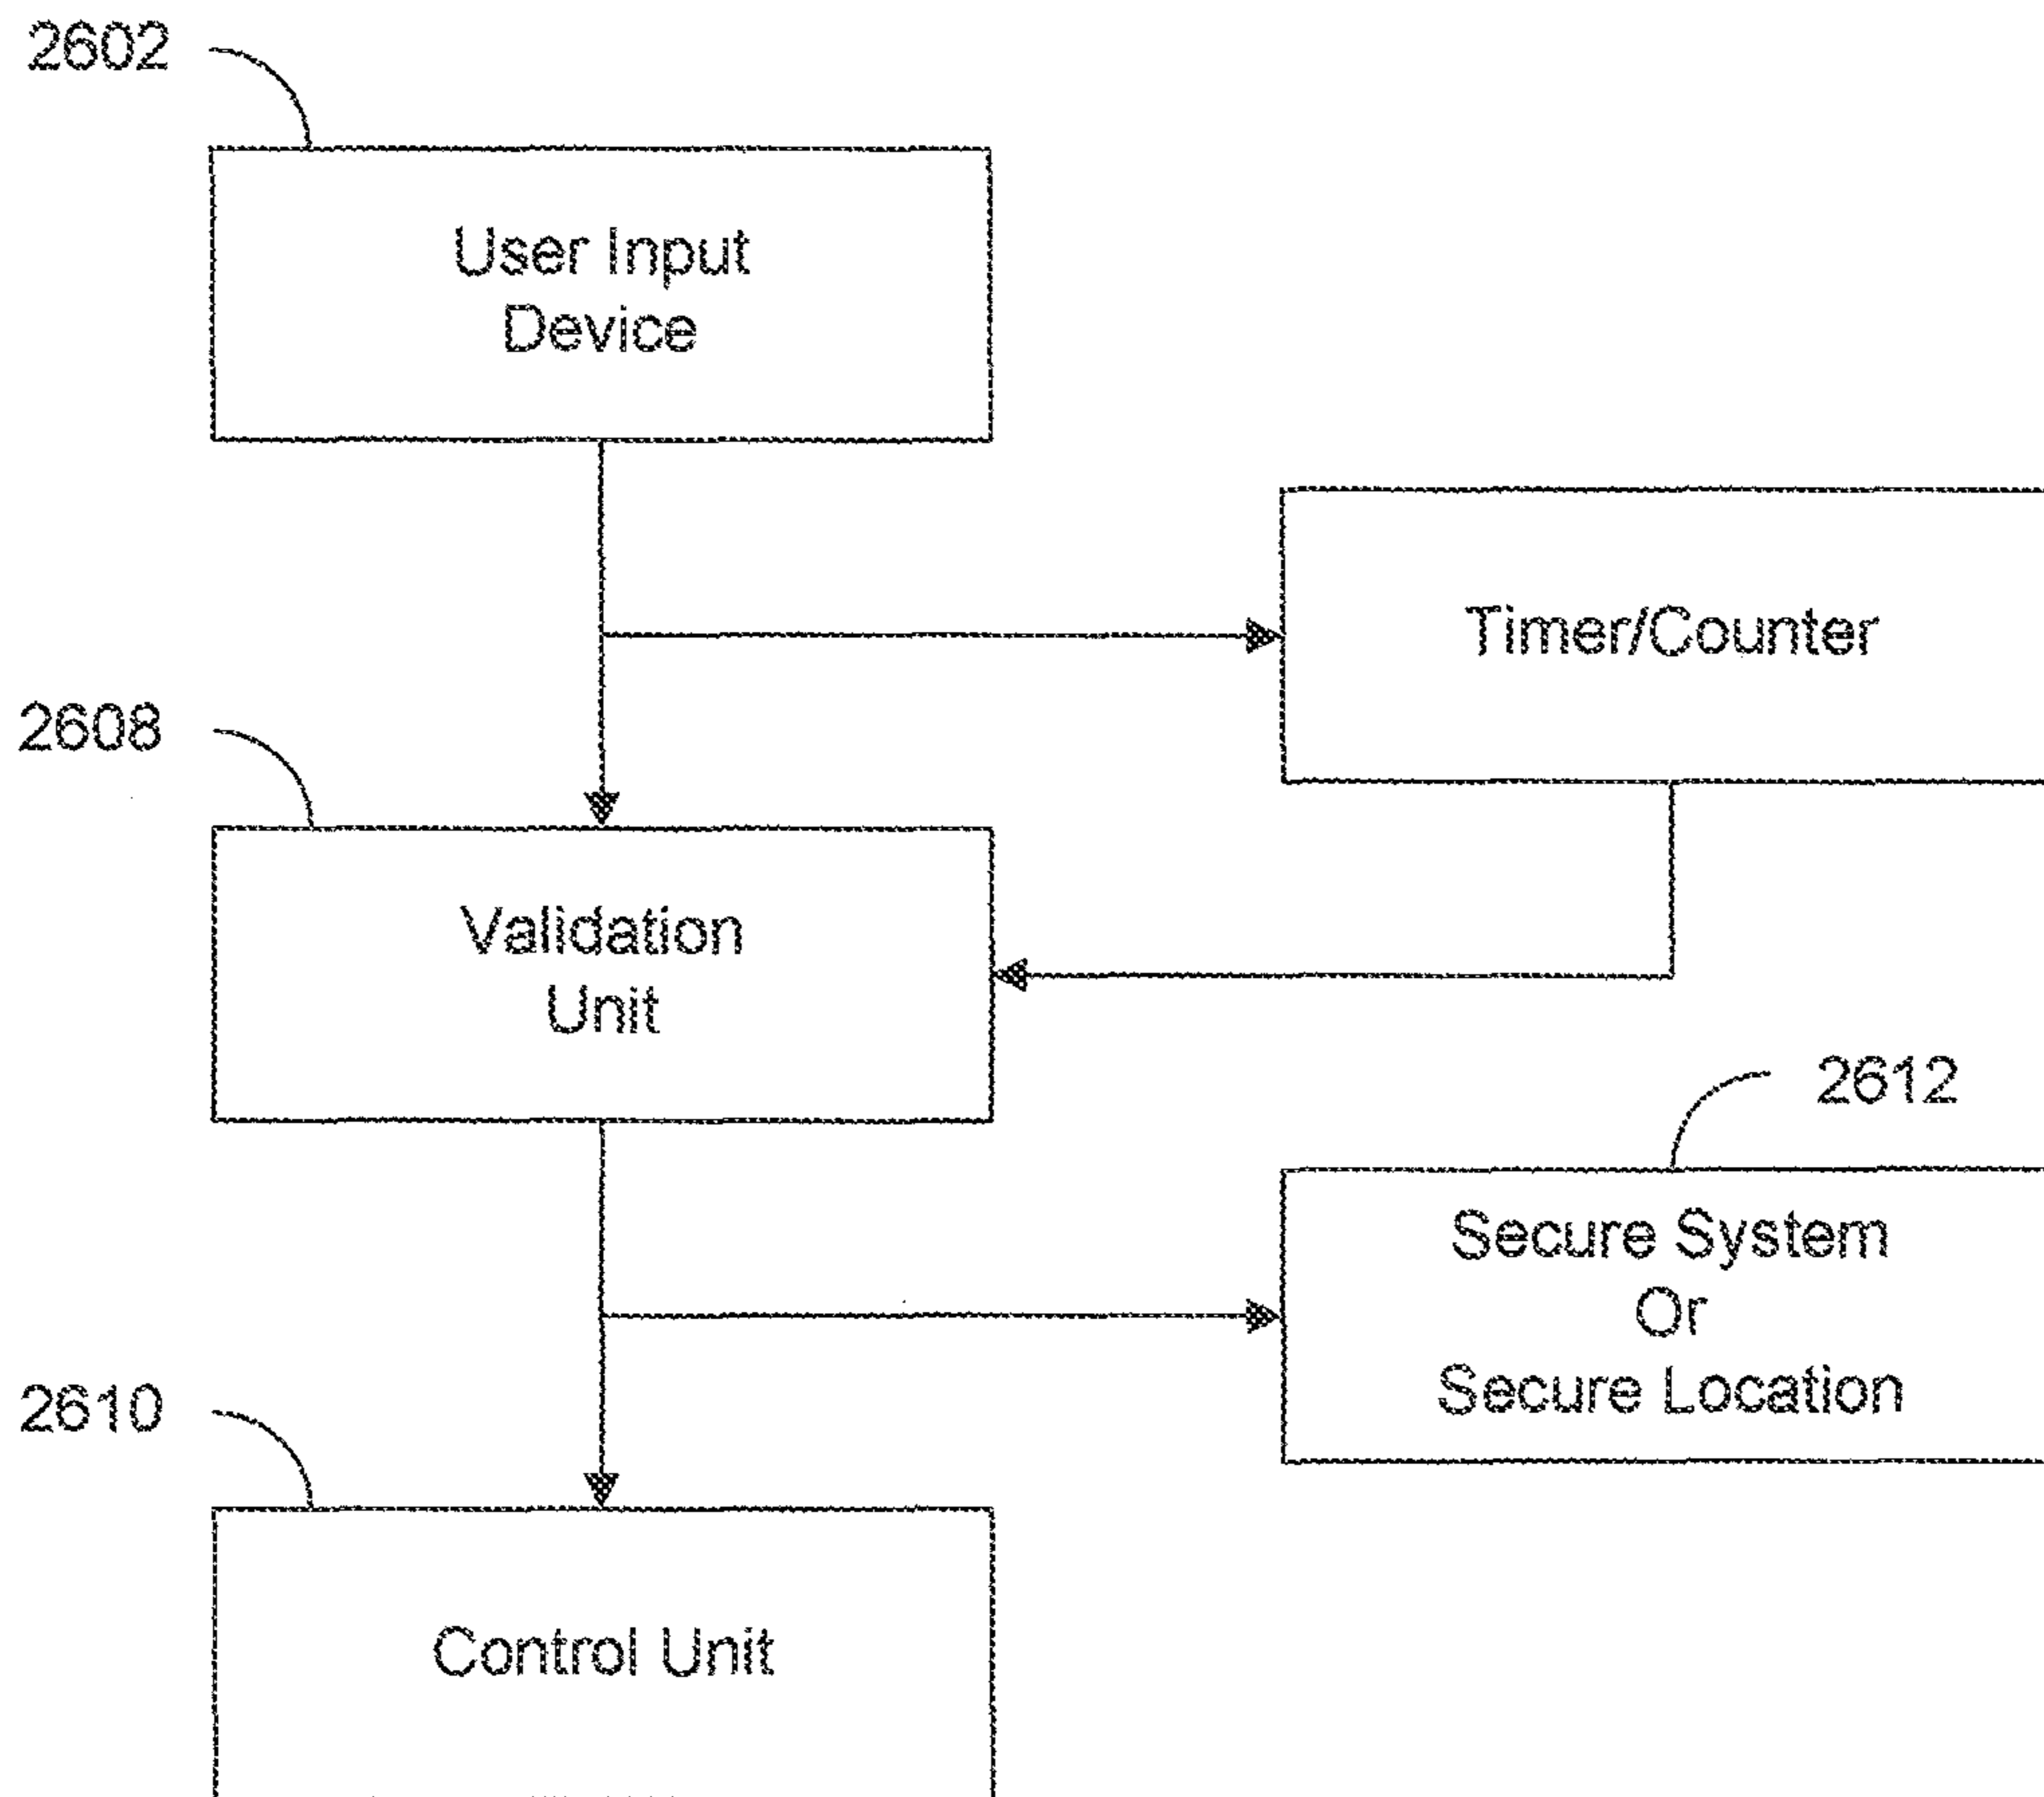 2602
User Input
Device
Timer/Counter
2608
Validation
Unit
2612
Secure System
Or
Secure Location
2610
Control Unit